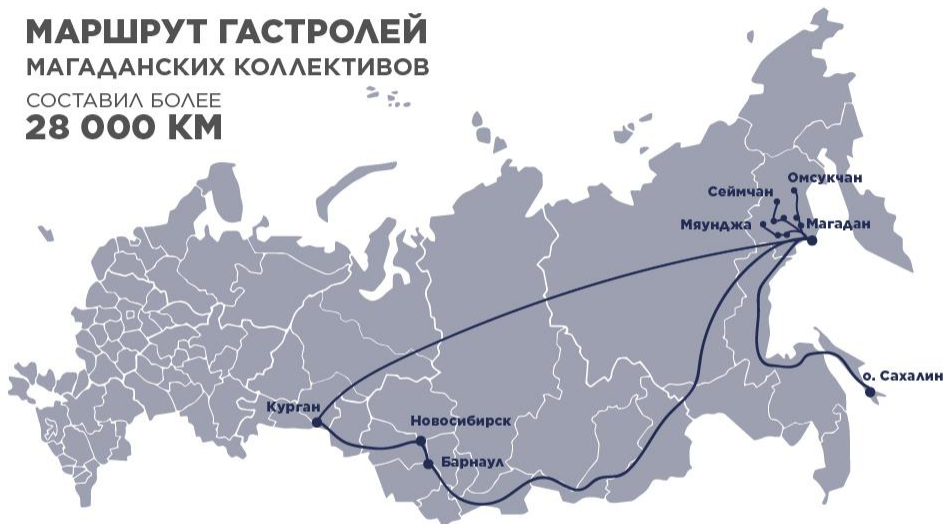 МАРШРУТ ГАСТРОЛЕЙ
МАГАДАНСКИХ КОЛЛЕКТИВОВ
СОСТАВИЛ БОЛЕЕ
28 000 КМ
Омсукчан
Сеймчан
Мяунджа
Магадан
о. Сахалин
Курган
Новосибирск
Барнаул